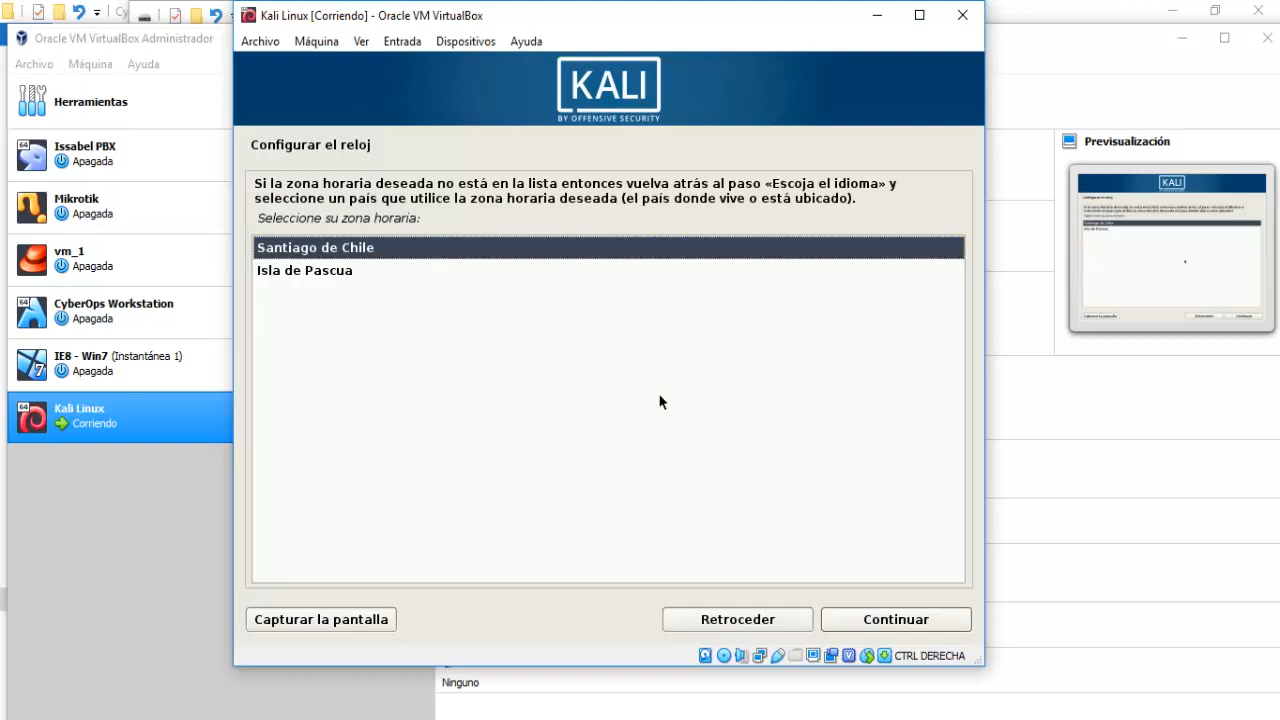 Kali Linux [Corriendo] - Oracle VM VirtualBox
Archivo Máquina Ver Entrada Dispositivos Ayuda
Oracle VM VirtualBox Administrador
Archivo Máquina Ayuda
Herramientas
64
Issabel PBX
Apagada
Mikrotik
Apagada
vm_1
Apagada
64
CyberOps Workstation
Apagada
7
IE8 - Win7 (Instantánea 1)
Apagada
64
Kali Linux
Corriendo
KALI
BY OFFENSIVE SECURITY
Configurar el reloj
Si la zona horaria deseada no está en la lista entonces vuelva atrás al paso «Escoja el idioma» y
seleccione un país que utilice la zona horaria deseada (el país donde vive o está ubicado).
Seleccione su zona horaria:
Santiago de Chile
Isla de Pascua
Capturar la pantalla
Retroceder
Continuar
CTRL DERECHA
Previsualización
KALI
Ninguno